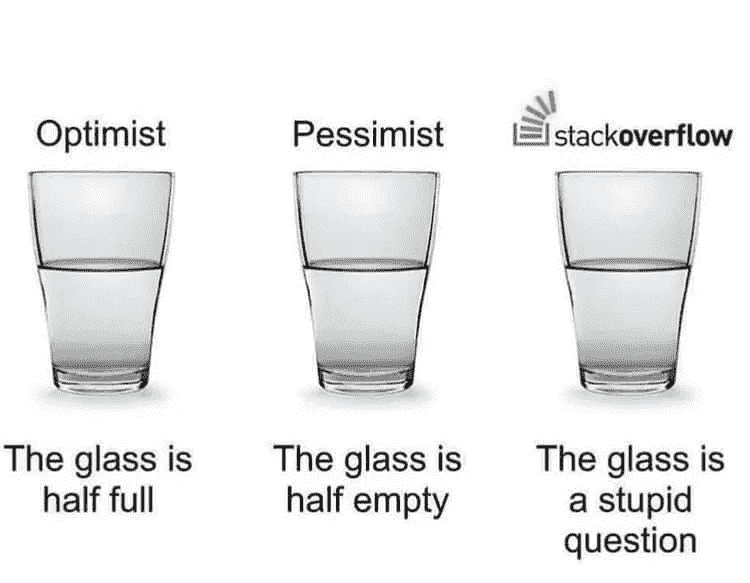 Optimist
Pessimist
stackoverflow
The glass is
half full
The glass is
half empty
The glass is
a stupid
question